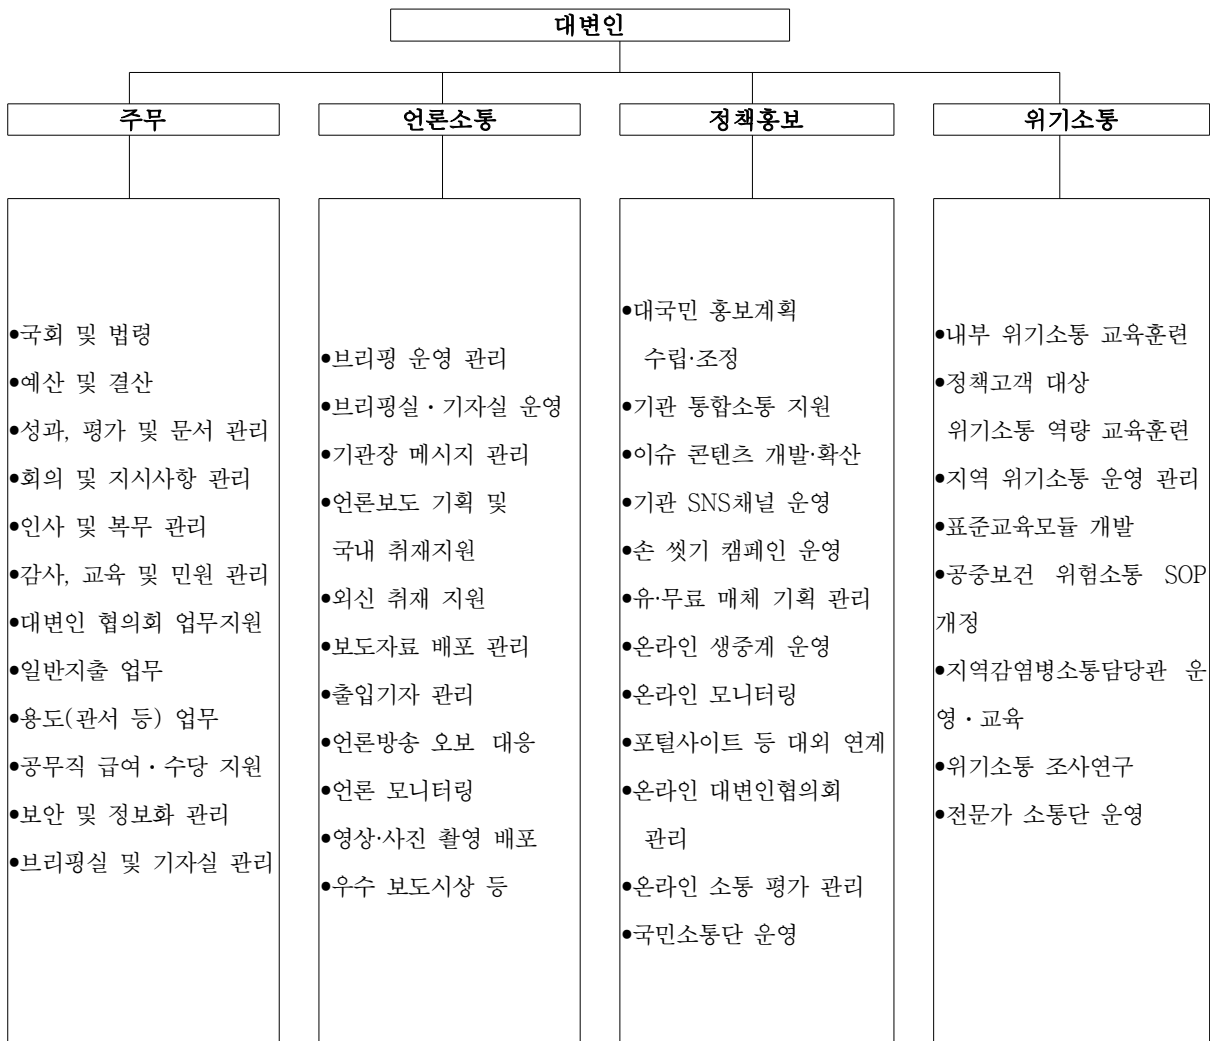 대변인
주무
언론소통
정책홍보
위기소통
●국회 및 법령
●예산 및 결산
●성과, 평가 및 문서 관리
●회의 및 지시사항 관리
●인사 및 복무 관리
●감사, 교육 및 민원 관리
●대변인 협의회 업무지원
●일반지출 업무
●용도(관서 등) 업무
●공무직 급여·수당 지원
●보안 및 정보화 관리
●브리핑실 및 기자실 관리
●브리핑 운영 관리
●브리핑실·기자실 운영
●기관장 메시지 관리
●언론보도 기획 및
국내 취재지원
●외신 취재 지원
●보도자료 배포 관리
●출입기자 관리
●언론방송 오보 대응
●언론 모니터링
●영상·사진 촬영 배포
●우수 보도시상 등
●대국민 홍보계획
수립·조정
●기관 통합소통 지원
●이슈 콘텐츠 개발·확산
●기관 SNS채널 운영
●손 씻기 캠페인 운영
●유·무료 매체 기획 관리
●온라인 생중계 운영
●온라인 모니터링
●포털사이트 등 대외 연계
●온라인 대변인협의회
관리
●온라인 소통 평가 관리
●국민소통단 운영
●내부 위기소통 교육훈련
●정책고객 대상
위기소통 역량 교육훈련
●지역 위기소통 운영 관리
●표준교육모듈 개발
●공중보건 위험소통 SOP
개정
●지역감염병소통담당관 운
영·교육
●위기소통 조사연구
●전문가 소통단 운영